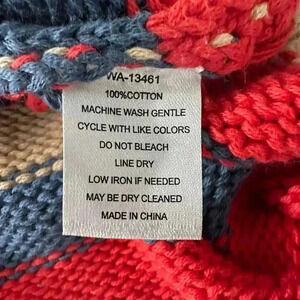 WA-13461
100%COTTON
MACHINE WASH GENTLE
CYCLE WITH LIKE COLORS
DO NOT BLEACH
LINE DRY
LOW IRON IF NEEDED
MAY BE DRY CLEANED
MADE IN CHINA